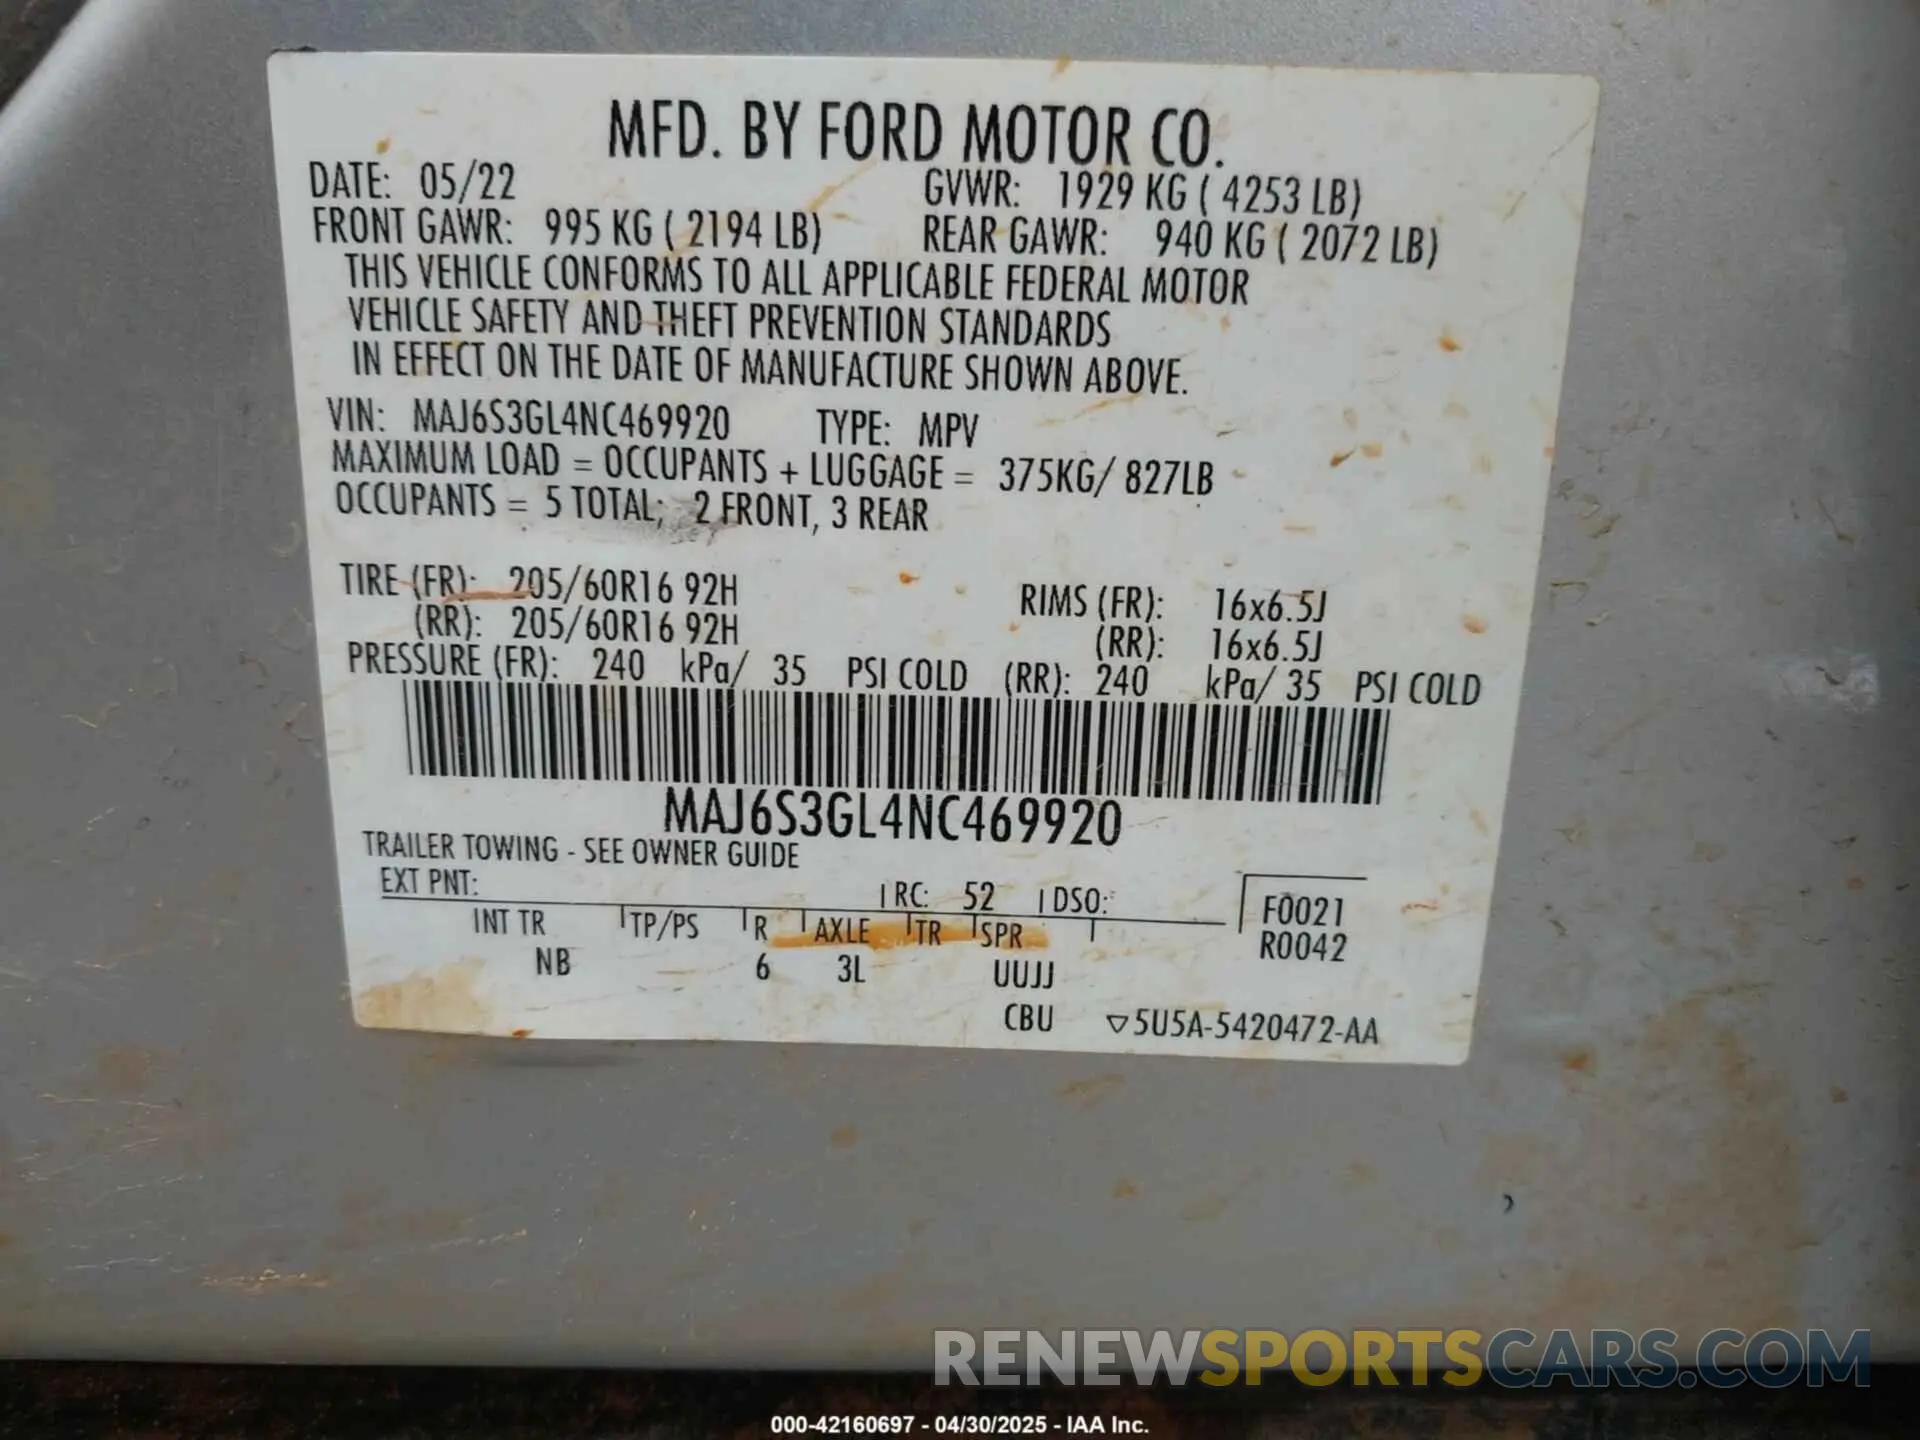 MFD. BY FORD MOTOR CO.
DATE: 05/22 GVWR: 1929 KG ( 4253 LB)
FRONT GAWR: 995 KG ( 2194 LB) REAR GAWR: 940 KG ( 2072 LB)
THIS VEHICLE CONFORMS TO ALL APPLICABLE FEDERAL MOTOR
VEHICLE SAFETY AND THEFT PREVENTION STANDARDS
IN EFFECT ON THE DATE OF MANUFACTURE SHOWN ABOVE.
VIN: MAJ6S3GL4NC469920 TYPE: MPV
MAXIMUM LOAD = OCCUPANTS + LUGGAGE = 375KG/ 827LB
OCCUPANTS = 5 TOTAL; 2 FRONT, 3 REAR
TIRE (FR): 205/60R16 92H RIMS (FR): 16x6.5J
(RR): 205/60R16 92H (RR): 16x6.5J
PRESSURE (FR): 240 kPa/ 35 PSI COLD (RR): 240 kPa/ 35 PSI COLD
MAJ6S3GL4NC469920
TRAILER TOWING - SEE OWNER GUIDE
EXT PNT: RC: 52 DSO: F0021
INT TR TP/PS R AXLE TR SPR R0042
NB 6 3L UUJJ
CBU ▽5U5A-5420472-AA
RENEWSPORTSCARS.COM
000-42160697 - 04/30/2025 - IAA Inc.